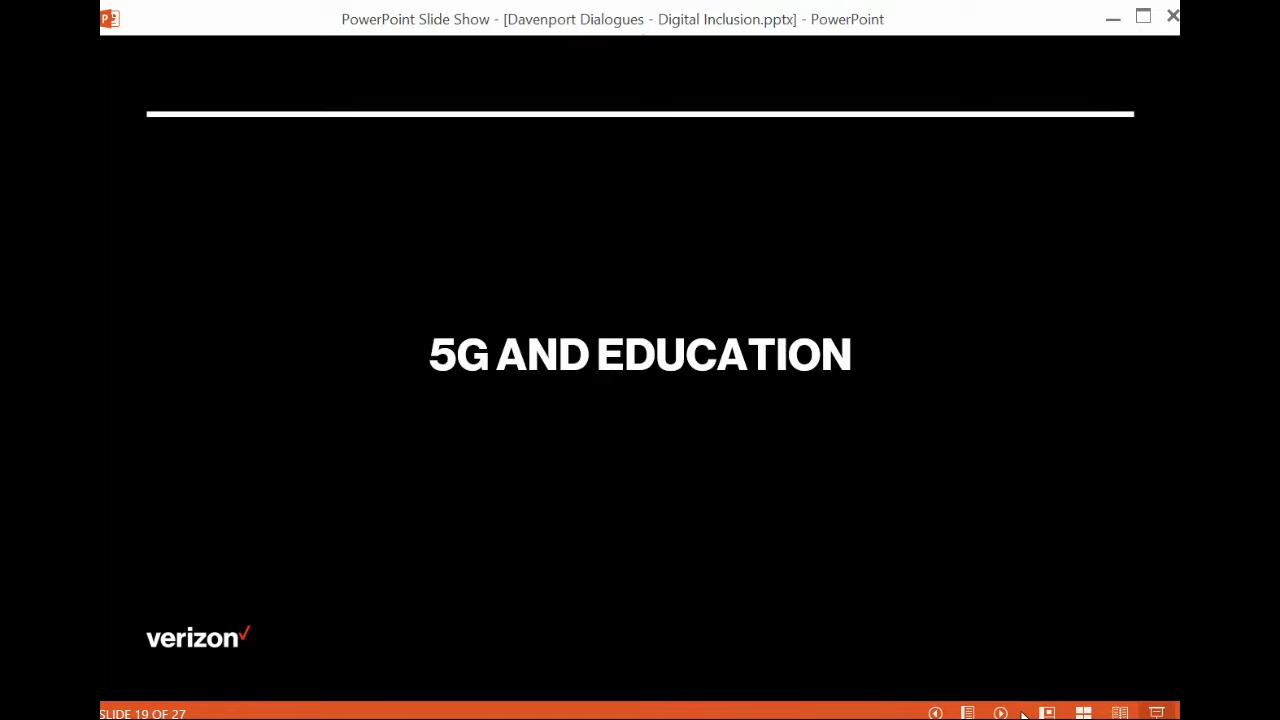 PowerPoint Slide Show - [Davenport Dialogues - Digital Inclusion.pptx] - PowerPoint
5G AND EDUCATION
verizon
SLIDE 19 OF 27